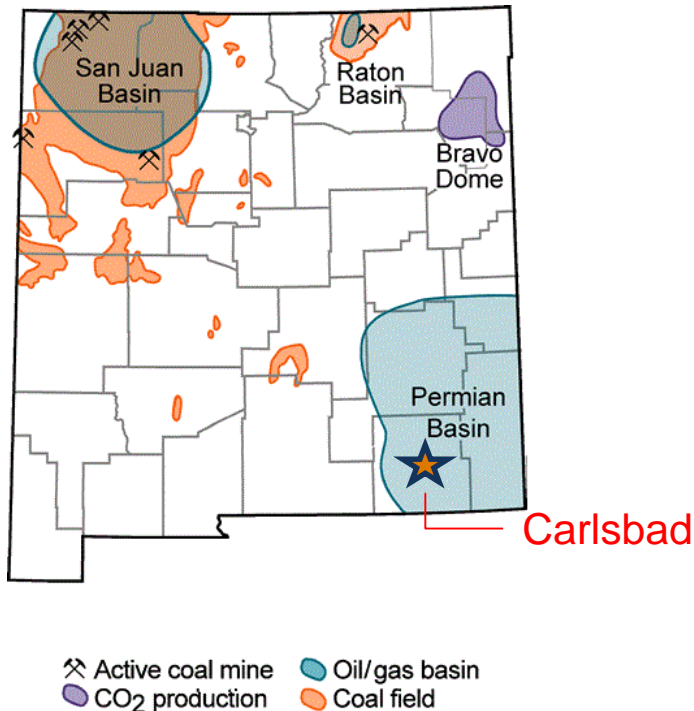 San Juan
Basin
Raton
Basin
Bravo
Dome
Permian
Basin
Carlsbad
Active coal mine
Oil/gas basin
CO2 production
Coal field